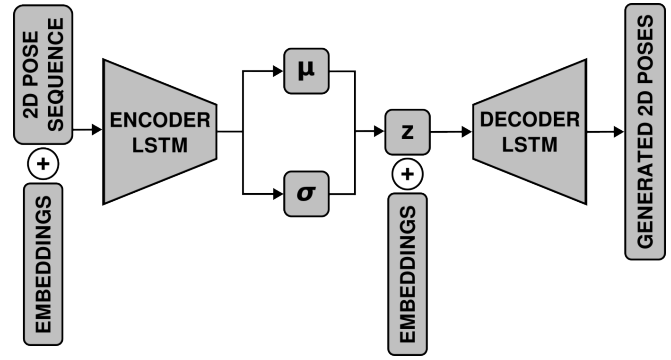 2D POSE
SEQUENCE
+
EMBEDDINGS
ENCODER
LSTM
μ
σ
z
+
EMBEDDINGS
DECODER
LSTM
GENERATED 2D POSES